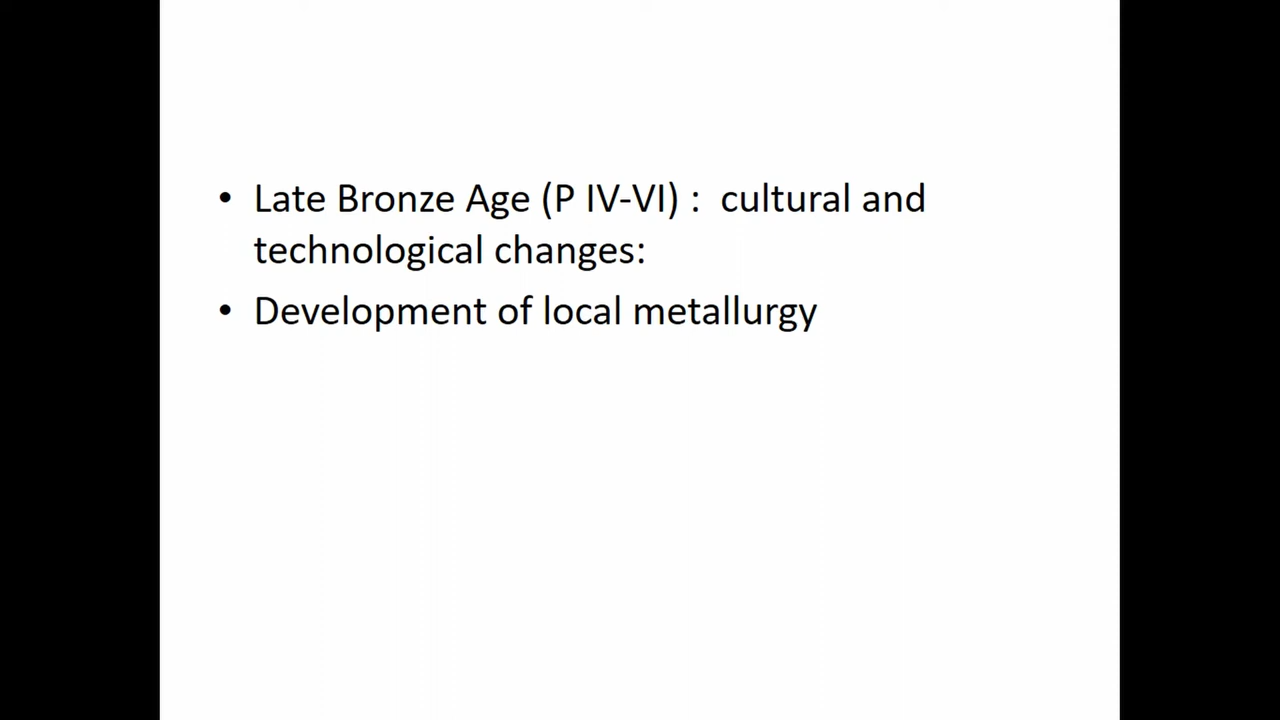 • Late Bronze Age (P IV-VI) :  cultural and
technological changes:
• Development of local metallurgy